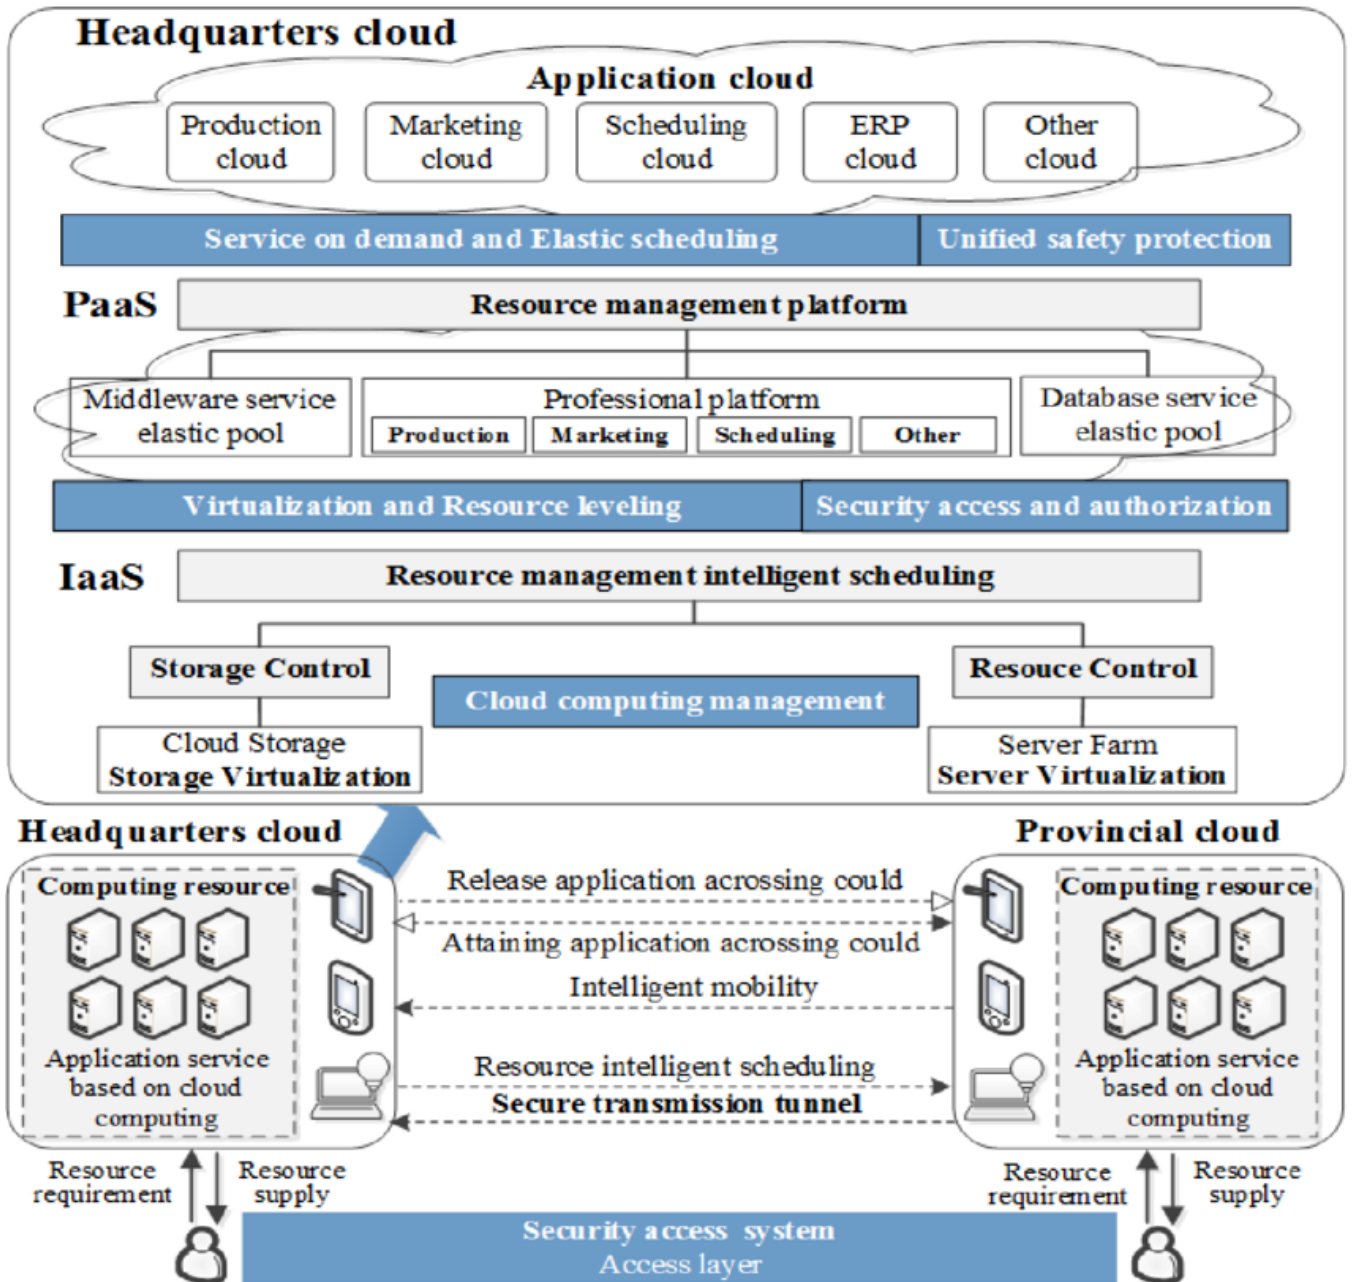 Headquarters cloud
Application cloud
Production
cloud
Marketing
cloud
Scheduling
cloud
ERP
cloud
Other
cloud
Service on demand and Elastic scheduling
Unified safety protection
PaaS
Resource management platform
Middleware service
elastic pool
Professional platform
Production
Marketing
Scheduling
Other
Database service
elastic pool
Virtualization and Resource leveling
Security access and authorization
IaaS
Resource management intelligent scheduling
Storage Control
Resouce Control
Cloud computing management
Cloud Storage
Storage Virtualization
Server Farm
Server Virtualization
Headquarters cloud
Provincial cloud
Computing resource
Application service
based on cloud
computing
Release application acrossing could
Attaining application acrossing could
Intelligent mobility
Resource intelligent scheduling
Secure transmission tunnel
Computing resource
Application service
based on cloud
computing
Resource
requirement
Resource
supply
Resource
requirement
Resource
supply
Security access system
Access layer